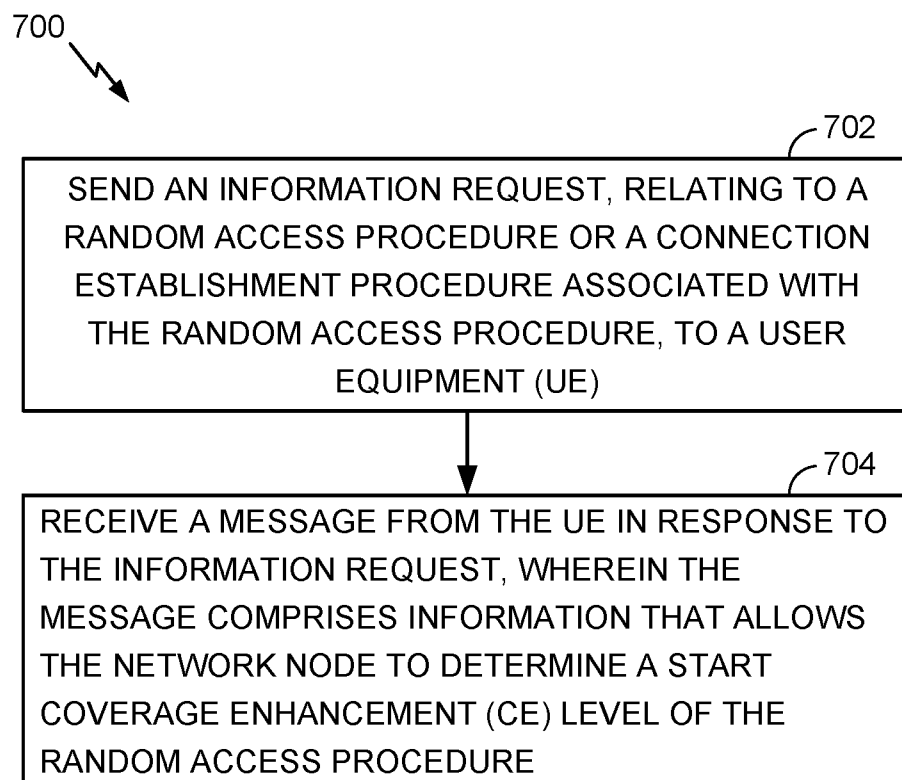 700
702
SEND AN INFORMATION REQUEST, RELATING TO A
RANDOM ACCESS PROCEDURE OR A CONNECTION
ESTABLISHMENT PROCEDURE ASSOCIATED WITH
THE RANDOM ACCESS PROCEDURE, TO A USER
EQUIPMENT (UE)
704
RECEIVE A MESSAGE FROM THE UE IN RESPONSE TO
THE INFORMATION REQUEST, WHEREIN THE
MESSAGE COMPRISES INFORMATION THAT ALLOWS
THE NETWORK NODE TO DETERMINE A START
COVERAGE ENHANCEMENT (CE) LEVEL OF THE
RANDOM ACCESS PROCEDURE